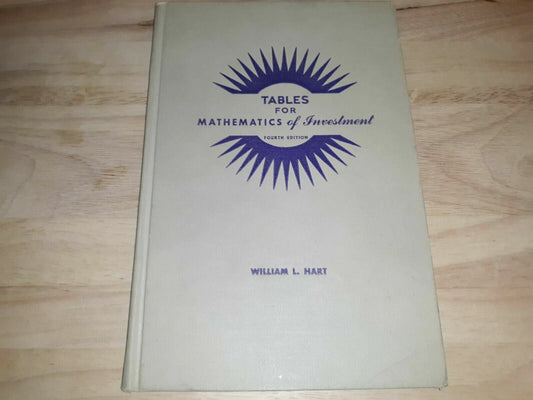 TABLES
FOR
MATHEMATICS of Investment
FOURTH EDITION
WILLIAM L. HART